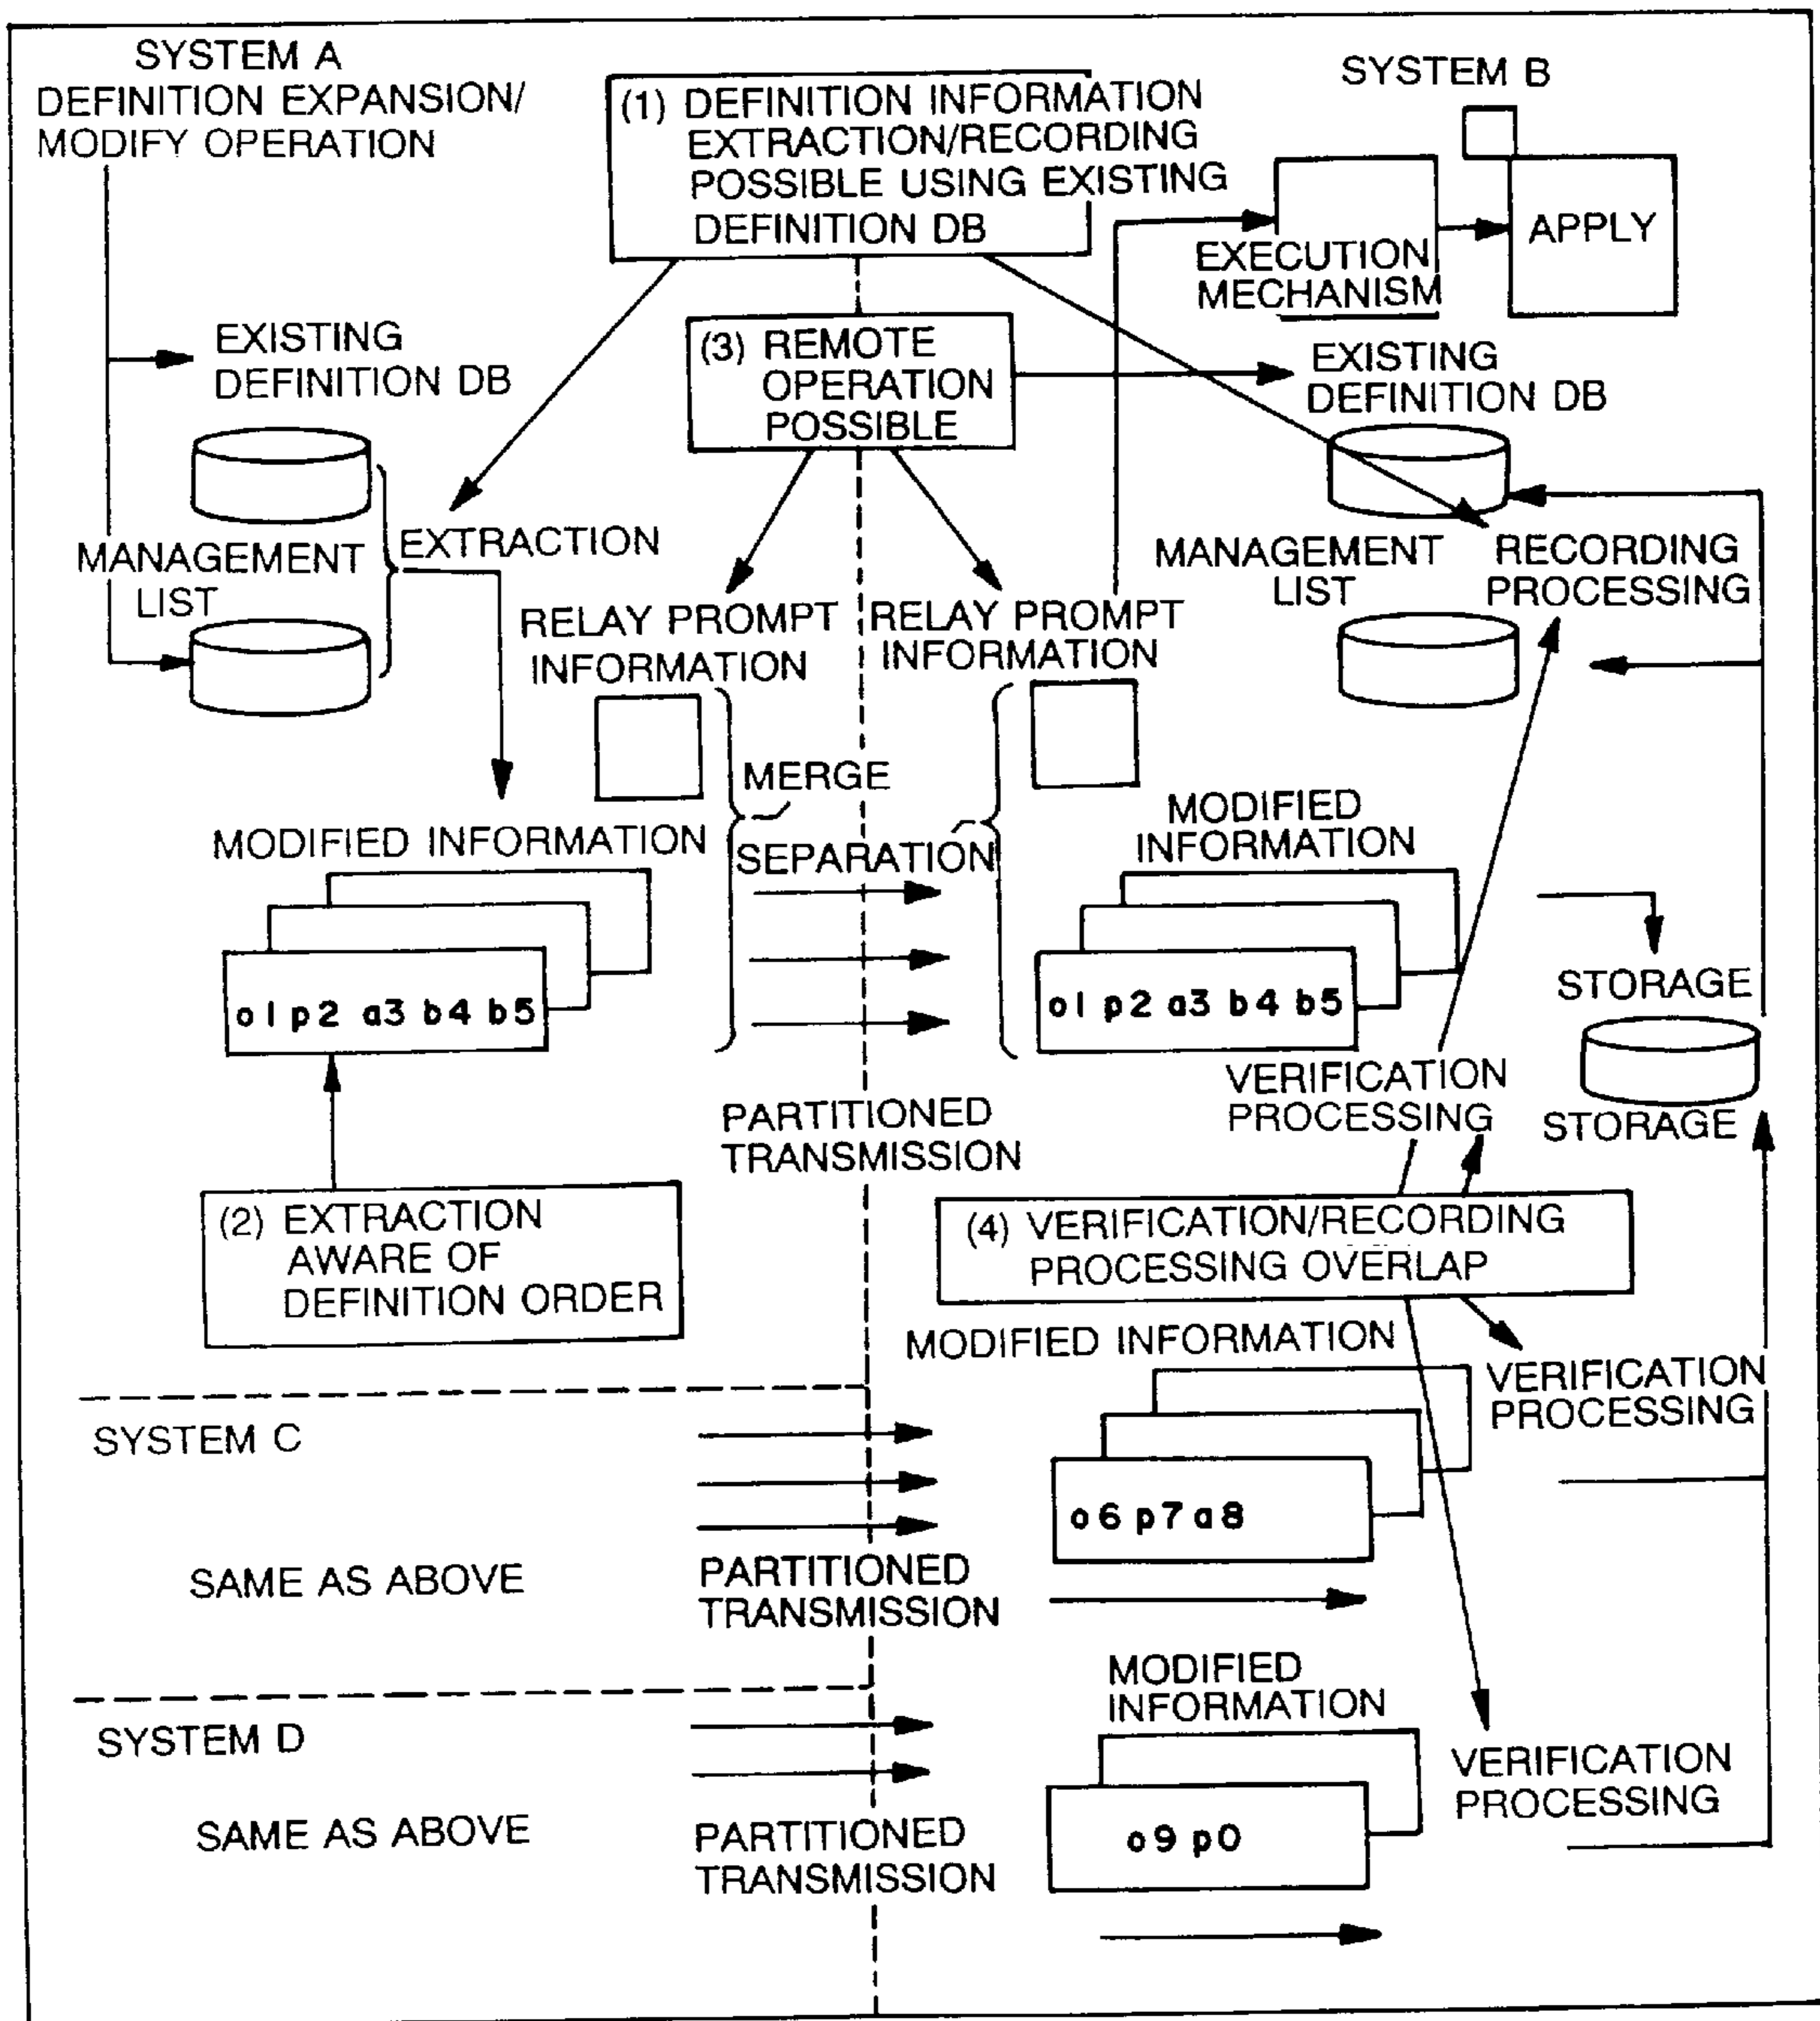 SYSTEM A
DEFINITION EXPANSION/
MODIFY OPERATION
(1) DEFINITION INFORMATION
EXTRACTION/RECORDING
POSSIBLE USING EXISTING
DEFINITION DB
SYSTEM B
EXECUTION
MECHANISM
APPLY
EXISTING
DEFINITION DB
(3) REMOTE
OPERATION
POSSIBLE
EXISTING
DEFINITION DB
MANAGEMENT
LIST
EXTRACTION
RELAY PROMPT
INFORMATION
RELAY PROMPT
INFORMATION
MANAGEMENT
LIST
RECORDING
PROCESSING
MERGE
SEPARATION
MODIFIED INFORMATION
o1 p2 a3 b4 b5
MODIFIED
INFORMATION
o1 p2 a3 b4 b5
STORAGE
STORAGE
PARTITIONED
TRANSMISSION
VERIFICATION
PROCESSING
(2) EXTRACTION
AWARE OF
DEFINITION ORDER
(4) VERIFICATION/RECORDING
PROCESSING OVERLAP
MODIFIED INFORMATION
VERIFICATION
PROCESSING
SYSTEM C
o6 p7 a8
SAME AS ABOVE
PARTITIONED
TRANSMISSION
MODIFIED
INFORMATION
SYSTEM D
VERIFICATION
PROCESSING
SAME AS ABOVE
PARTITIONED
TRANSMISSION
o9 p0